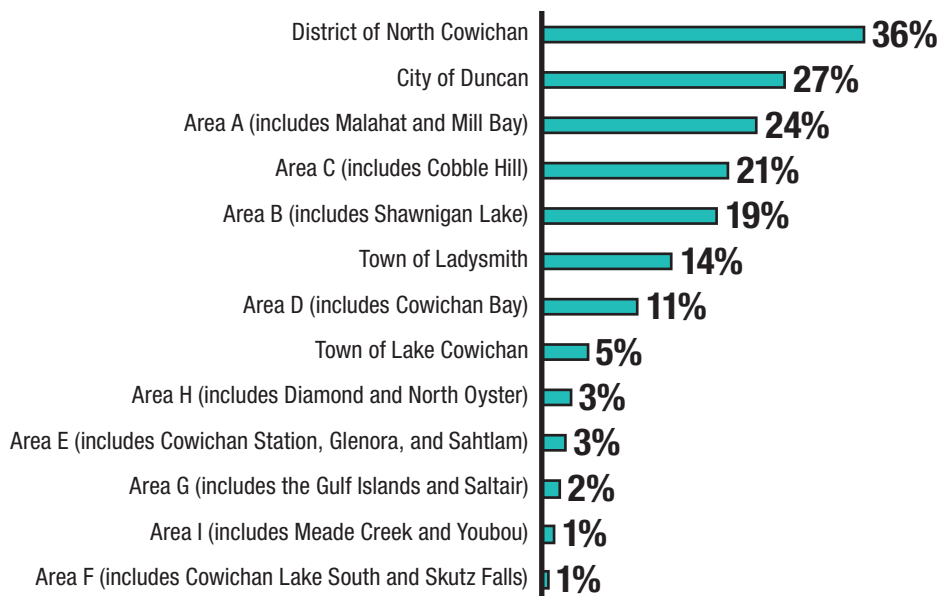 District of North Cowichan 36%
City of Duncan 27%
Area A (includes Malahat and Mill Bay) 24%
Area C (includes Cobble Hill) 21%
Area B (includes Shawnigan Lake) 19%
Town of Ladysmith 14%
Area D (includes Cowichan Bay) 11%
Town of Lake Cowichan 5%
Area H (includes Diamond and North Oyster) 3%
Area E (includes Cowichan Station, Glenora, and Sahtlam) 3%
Area G (includes the Gulf Islands and Saltair) 2%
Area I (includes Meade Creek and Youbou) 1%
Area F (includes Cowichan Lake South and Skutz Falls) 1%